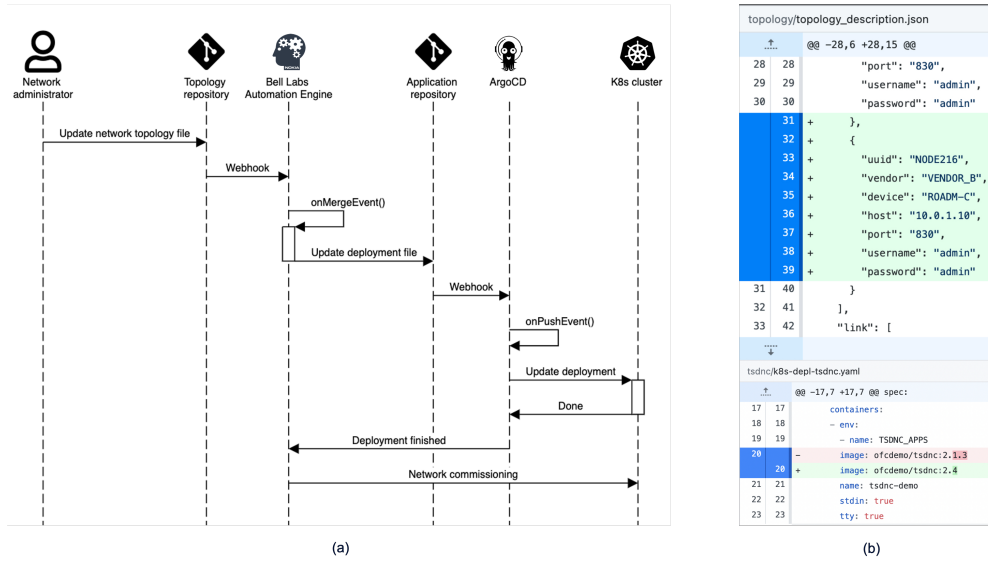 Network
administrator
Topology
repository
NOKIA
Bell Labs
Automation Engine
Application
repository
ArgoCD
K8s cluster
Update network topology file
Webhook
onMergeEvent()
Update deployment file
Webhook
onPushEvent()
Update deployment
Done
Deployment finished
Network commissioning
(a)
topology/topology_description.json
@@ -28,6 +28,15 @@
28 28 "port": "830",
29 29 "username": "admin",
30 30 "password": "admin"
31 + },
32 + {
33 + "uuid": "NODE216",
34 + "vendor": "VENDOR_B",
35 + "device": "ROADM-C",
36 + "host": "10.0.1.10",
37 + "port": "830",
38 + "username": "admin",
39 + "password": "admin"
31 40 }
32 41 ],
33 42 "link": [
tsdnc/k8s-depl-tsdnc.yaml
@@ -17,7 +17,7 @@ spec:
17 17 containers:
18 18 - env:
19 19 - name: TSDNC_APPS
20 - image: ofcdemo/tsdnc:2.1.3
20 + image: ofcdemo/tsdnc:2.4
21 21 name: tsdnc-demo
22 22 stdin: true
23 23 tty: true
(b)